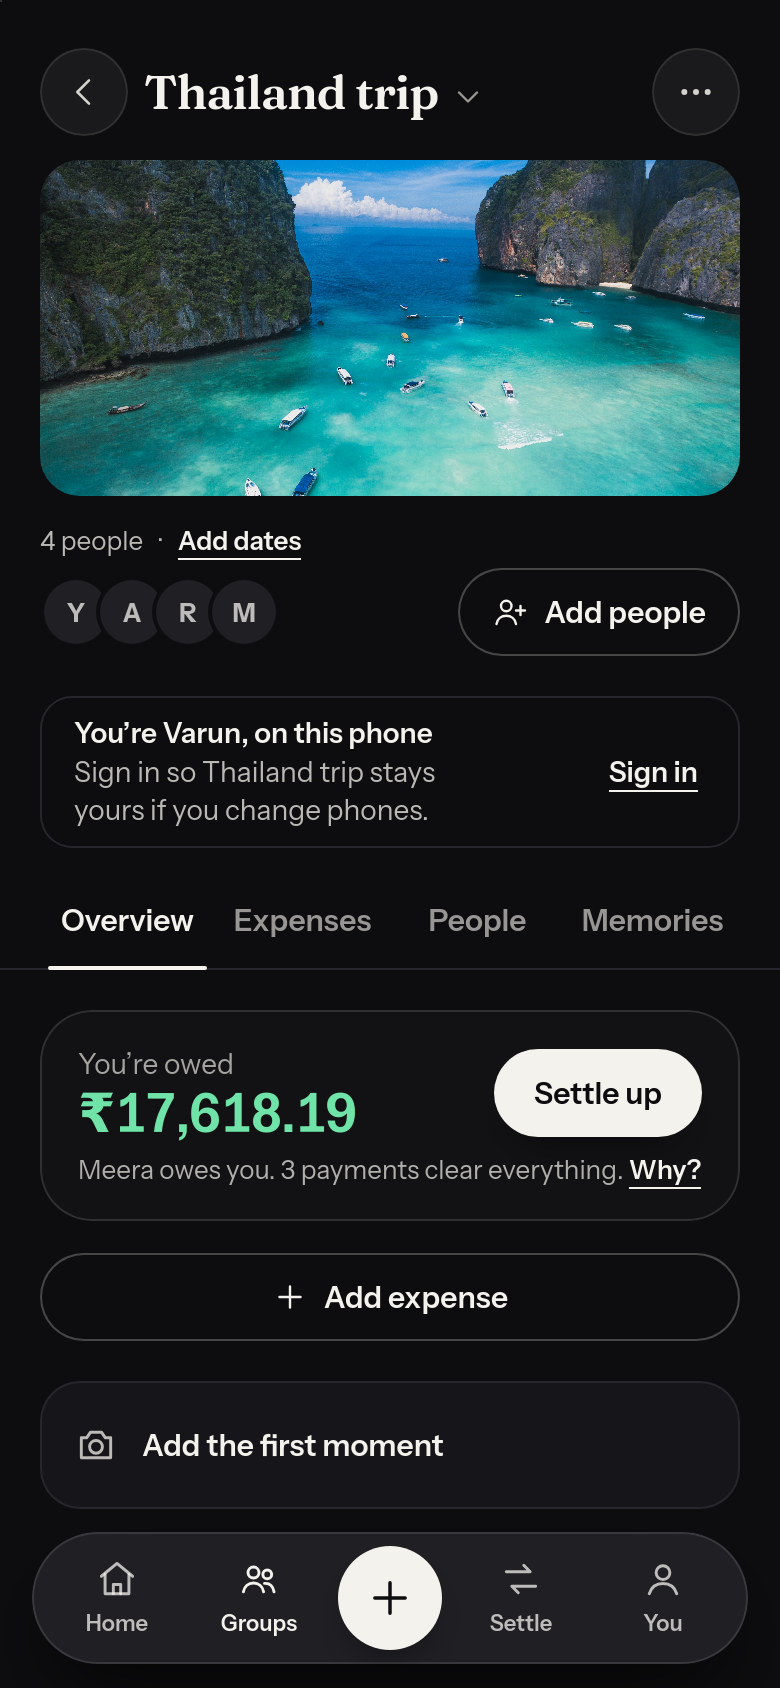 Thailand trip
4 people · Add dates
Y A R M
Add people
You’re Varun, on this phone
Sign in so Thailand trip stays
yours if you change phones.
Sign in
Overview Expenses People Memories
You’re owed
₹17,618.19
Settle up
Meera owes you. 3 payments clear everything. Why?
Add expense
Add the first moment
Home Groups Settle You